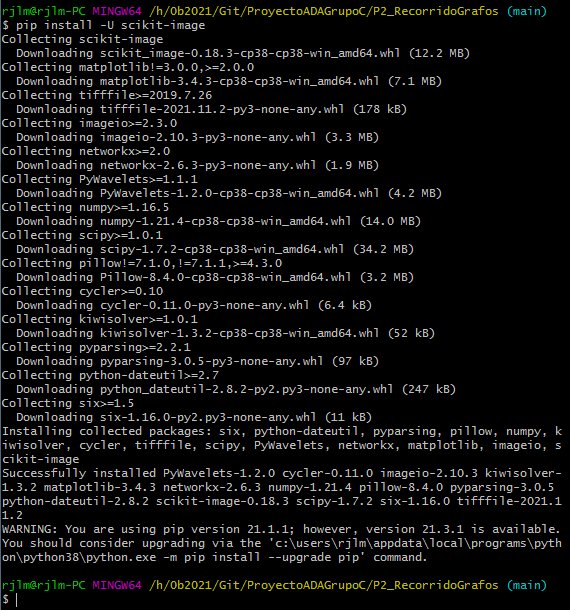 rjlm@rjlm-PC MINGW64 /h/Ob2021/Git/ProyectoADAGrupoC/P2_RecorridoGrafos (main)
$ pip install -U scikit-image
Collecting scikit-image
  Downloading scikit_image-0.18.3-cp38-cp38-win_amd64.whl (12.2 MB)
Collecting matplotlib!=3.0.0,>=2.0.0
  Downloading matplotlib-3.4.3-cp38-cp38-win_amd64.whl (7.1 MB)
Collecting tifffile>=2019.7.26
  Downloading tifffile-2021.11.2-py3-none-any.whl (178 kB)
Collecting imageio>=2.3.0
  Downloading imageio-2.10.3-py3-none-any.whl (3.3 MB)
Collecting networkx>=2.0
  Downloading networkx-2.6.3-py3-none-any.whl (1.9 MB)
Collecting PyWavelets>=1.1.1
  Downloading PyWavelets-1.2.0-cp38-cp38-win_amd64.whl (4.2 MB)
Collecting numpy>=1.16.5
  Downloading numpy-1.21.4-cp38-cp38-win_amd64.whl (14.0 MB)
Collecting scipy>=1.0.1
  Downloading scipy-1.7.2-cp38-cp38-win_amd64.whl (34.2 MB)
Collecting pillow!=7.1.0,!=7.1.1,>=4.3.0
  Downloading Pillow-8.4.0-cp38-cp38-win_amd64.whl (3.2 MB)
Collecting cycler>=0.10
  Downloading cycler-0.11.0-py3-none-any.whl (6.4 kB)
Collecting kiwisolver>=1.0.1
  Downloading kiwisolver-1.3.2-cp38-cp38-win_amd64.whl (52 kB)
Collecting pyparsing>=2.2.1
  Downloading pyparsing-3.0.5-py3-none-any.whl (97 kB)
Collecting python-dateutil>=2.7
  Downloading python_dateutil-2.8.2-py2.py3-none-any.whl (247 kB)
Collecting six>=1.5
  Downloading six-1.16.0-py2.py3-none-any.whl (11 kB)
Installing collected packages: six, python-dateutil, pyparsing, pillow, numpy, k
iwisolver, cycler, tifffile, scipy, PyWavelets, networkx, matplotlib, imageio, s
cikit-image
Successfully installed PyWavelets-1.2.0 cycler-0.11.0 imageio-2.10.3 kiwisolver-
1.3.2 matplotlib-3.4.3 networkx-2.6.3 numpy-1.21.4 pillow-8.4.0 pyparsing-3.0.5
python-dateutil-2.8.2 scikit-image-0.18.3 scipy-1.7.2 six-1.16.0 tifffile-2021.1
1.2
WARNING: You are using pip version 21.1.1; however, version 21.3.1 is available.
You should consider upgrading via the 'c:\users\rjlm\appdata\local\programs\pyth
on\python38\python.exe -m pip install --upgrade pip' command.
rjlm@rjlm-PC MINGW64 /h/Ob2021/Git/ProyectoADAGrupoC/P2_RecorridoGrafos (main)
$